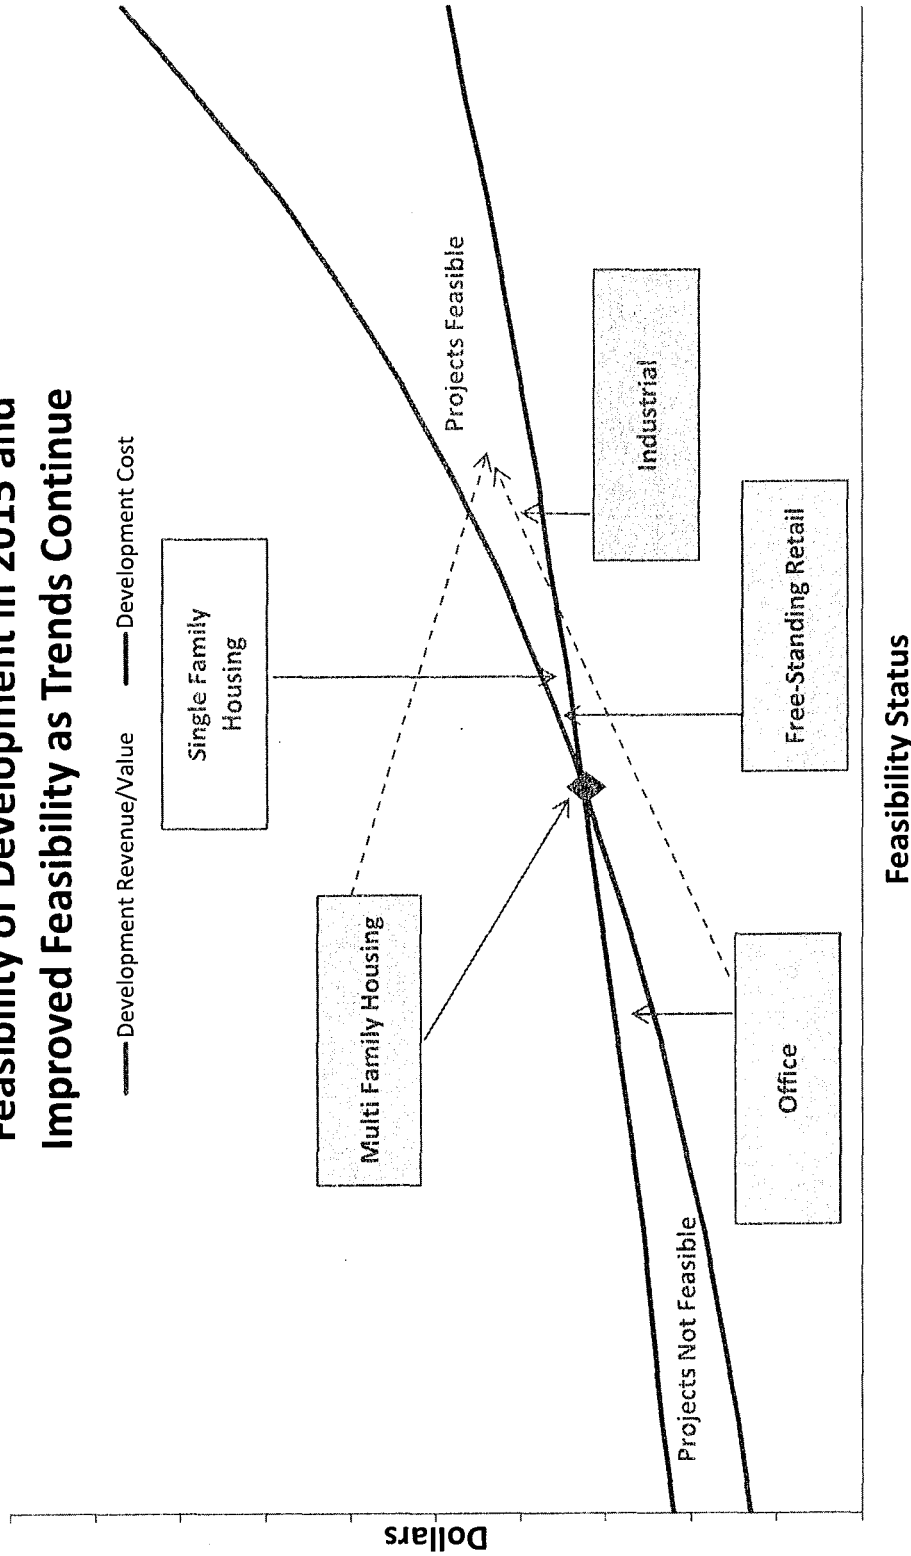 Feasibility of Development in 2015 and
Improved Feasibility as Trends Continue
Development Revenue/Value
Development Cost
Single Family
Housing
Multi Family Housing
Projects Feasible
Industrial
Projects Not Feasible
Office
Free-Standing Retail
Dollars
Feasibility Status